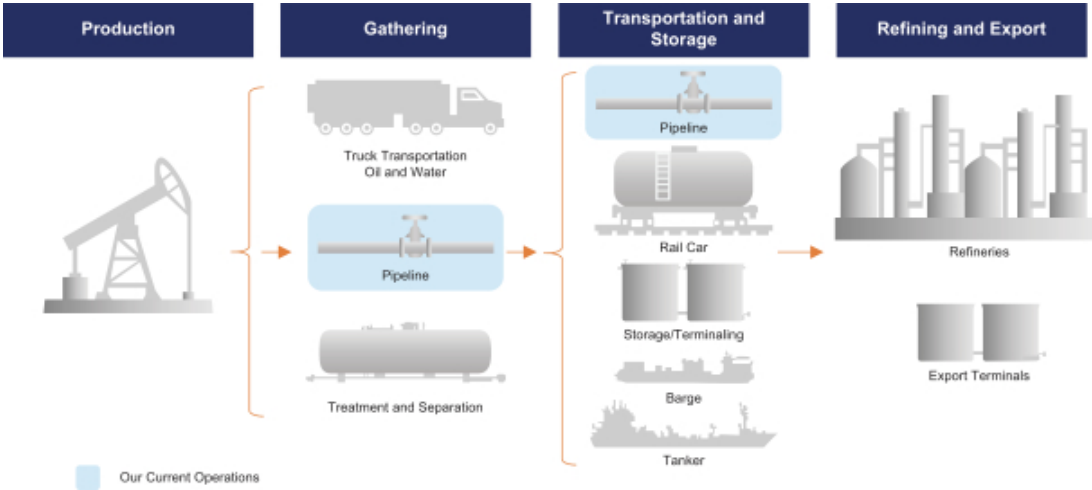 Production
Gathering
Transportation and
Storage
Refining and Export
Truck Transportation
Oil and Water
Pipeline
Treatment and Separation
Pipeline
Rail Car
Storage/Terminaling
Barge
Tanker
Refineries
Export Terminals
Our Current Operations